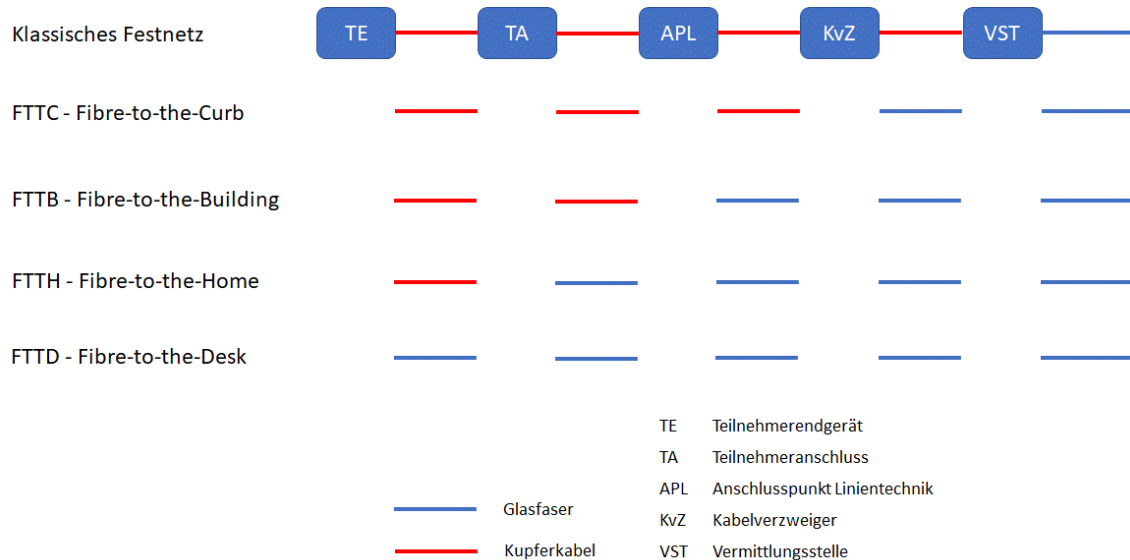 Klassisches Festnetz TE TA APL KvZ VST
FTTC - Fibre-to-the-Curb
FTTB - Fibre-to-the-Building
FTTH - Fibre-to-the-Home
FTTD - Fibre-to-the-Desk
TE Teilnehmerendgerät
TA Teilnehmeranschluss
APL Anschlusspunkt Linientechnik
KvZ Kabelverzweiger
VST Vermittlungsstelle
Glasfaser
Kupferkabel